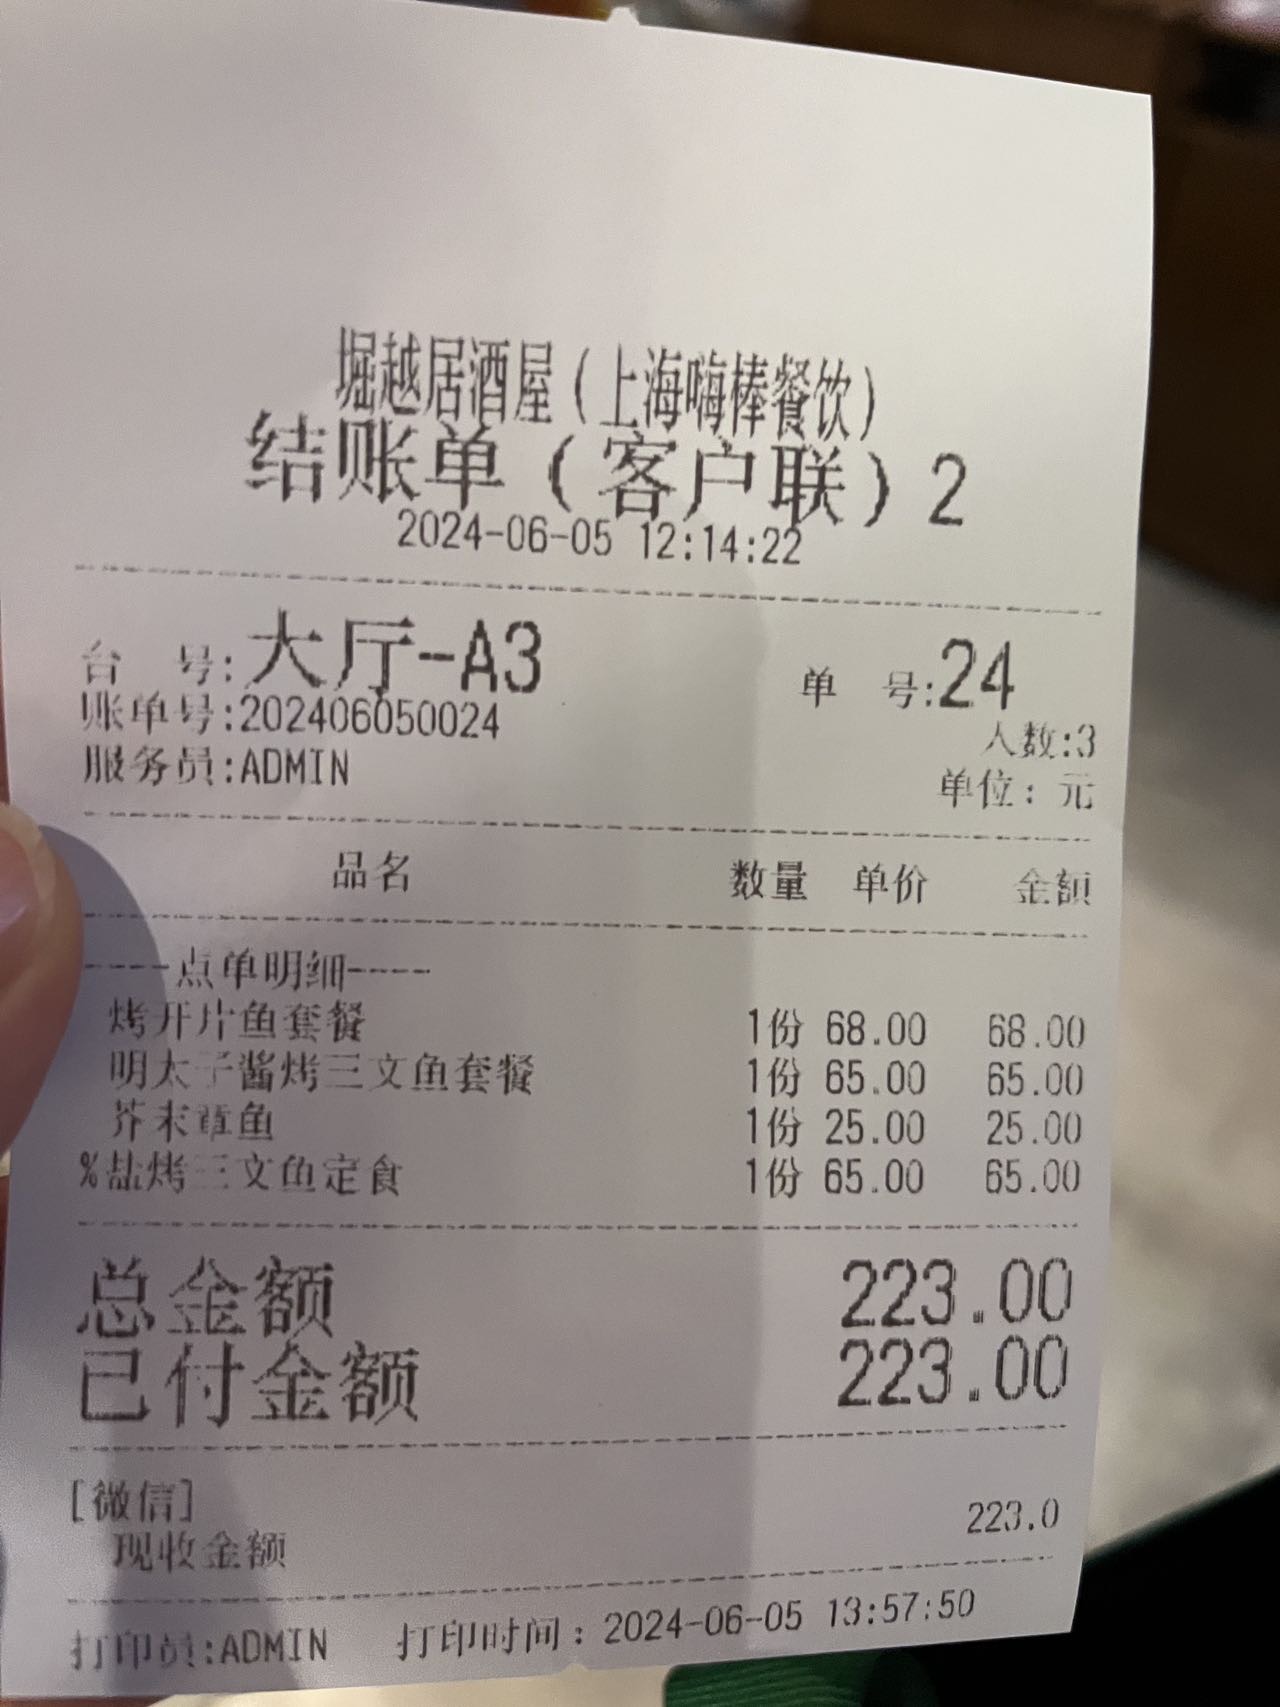 堀越居酒屋(上海嗨棒餐饮)
结账单(客户联)2
2024-06-05 12:14:22
台 号:大厅-A3 单 号:24
账单号:202406050024
人数:3
服务员:ADMIN
单位: 元
品名 数量 单价 金额
----点单明细----
烤开片鱼套餐 1份 68.00 68.00
明太子酱烤三文鱼套餐 1份 65.00 65.00
芥末章鱼 1份 25.00 25.00
%盐烤三文鱼定食 1份 65.00 65.00
总金额 223.00
已付金额 223.00
[微信]
现收金额 223.0
打印员:ADMIN 打印时间: 2024-06-05 13:57:50